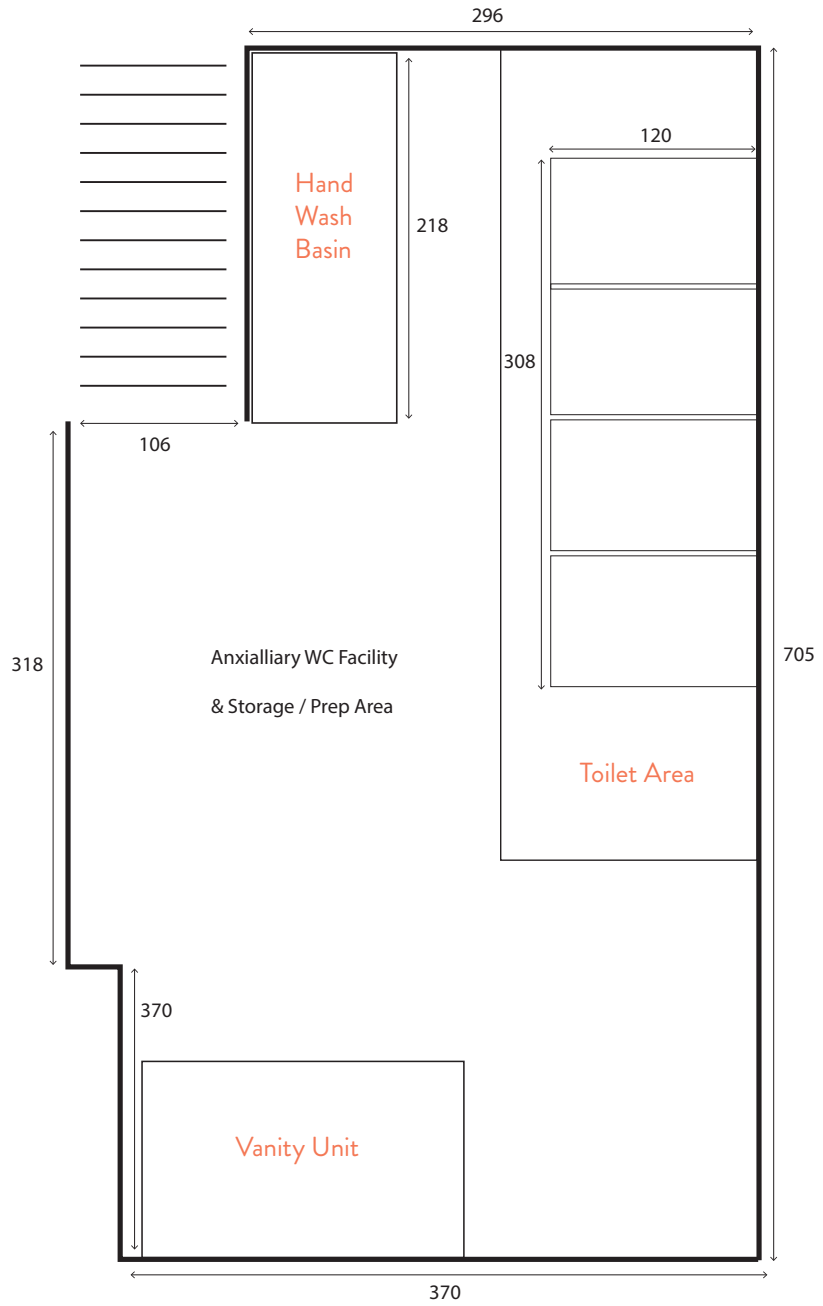 296
120
Hand
Wash
Basin
218
308
106
318
Anxialliary WC Facility
& Storage / Prep Area
705
Toilet Area
370
Vanity Unit
370